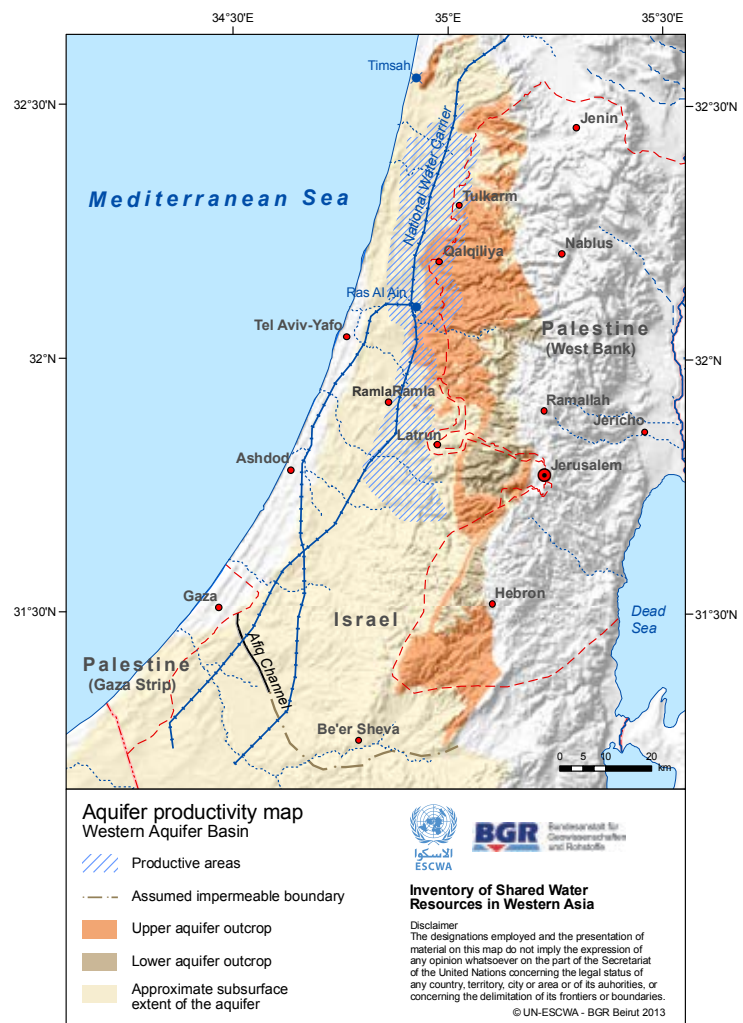 34°30'
35°
35°30'
Timsah
32°30'
32°30'
Jenin
National Water Carrier
Mediterranean Sea
Tulkarm
Nablus
Qalqiliya
Ras Al Ain
Tel Aviv-Yafo
Palestine
(West Bank)
32°
32°
Ramla
Ramla
Ramallah
Jericho
Latrun
Ashdod
Jerusalem
Gaza
Hebron
31°30'
31°30'
Israel
Dead
Sea
Afiq Channel
Palestine
(Gaza Strip)
Be'er Sheva
0 5 10 20
km
Aquifer productivity map
Western Aquifer Basin
Productive areas
Assumed impermeable boundary
Upper aquifer outcrop
Lower aquifer outcrop
Approximate subsurface
extent of the aquifer
الاسكوا
ESCWA
BGR
Bundesanstalt für
Geowissenschaften
und Rohstoffe
Inventory of Shared Water
Resources in Western Asia
Disclaimer
The designations employed and the presentation of
material on this map do not imply the expression of
any opinion whatsoever on the part of the Secretariat
of the United Nations concerning the legal status of
any country, territory, city or area or of its authorities, or
concerning the delimitation of its frontiers or boundaries.
© UN-ESCWA - BGR Beirut 2013